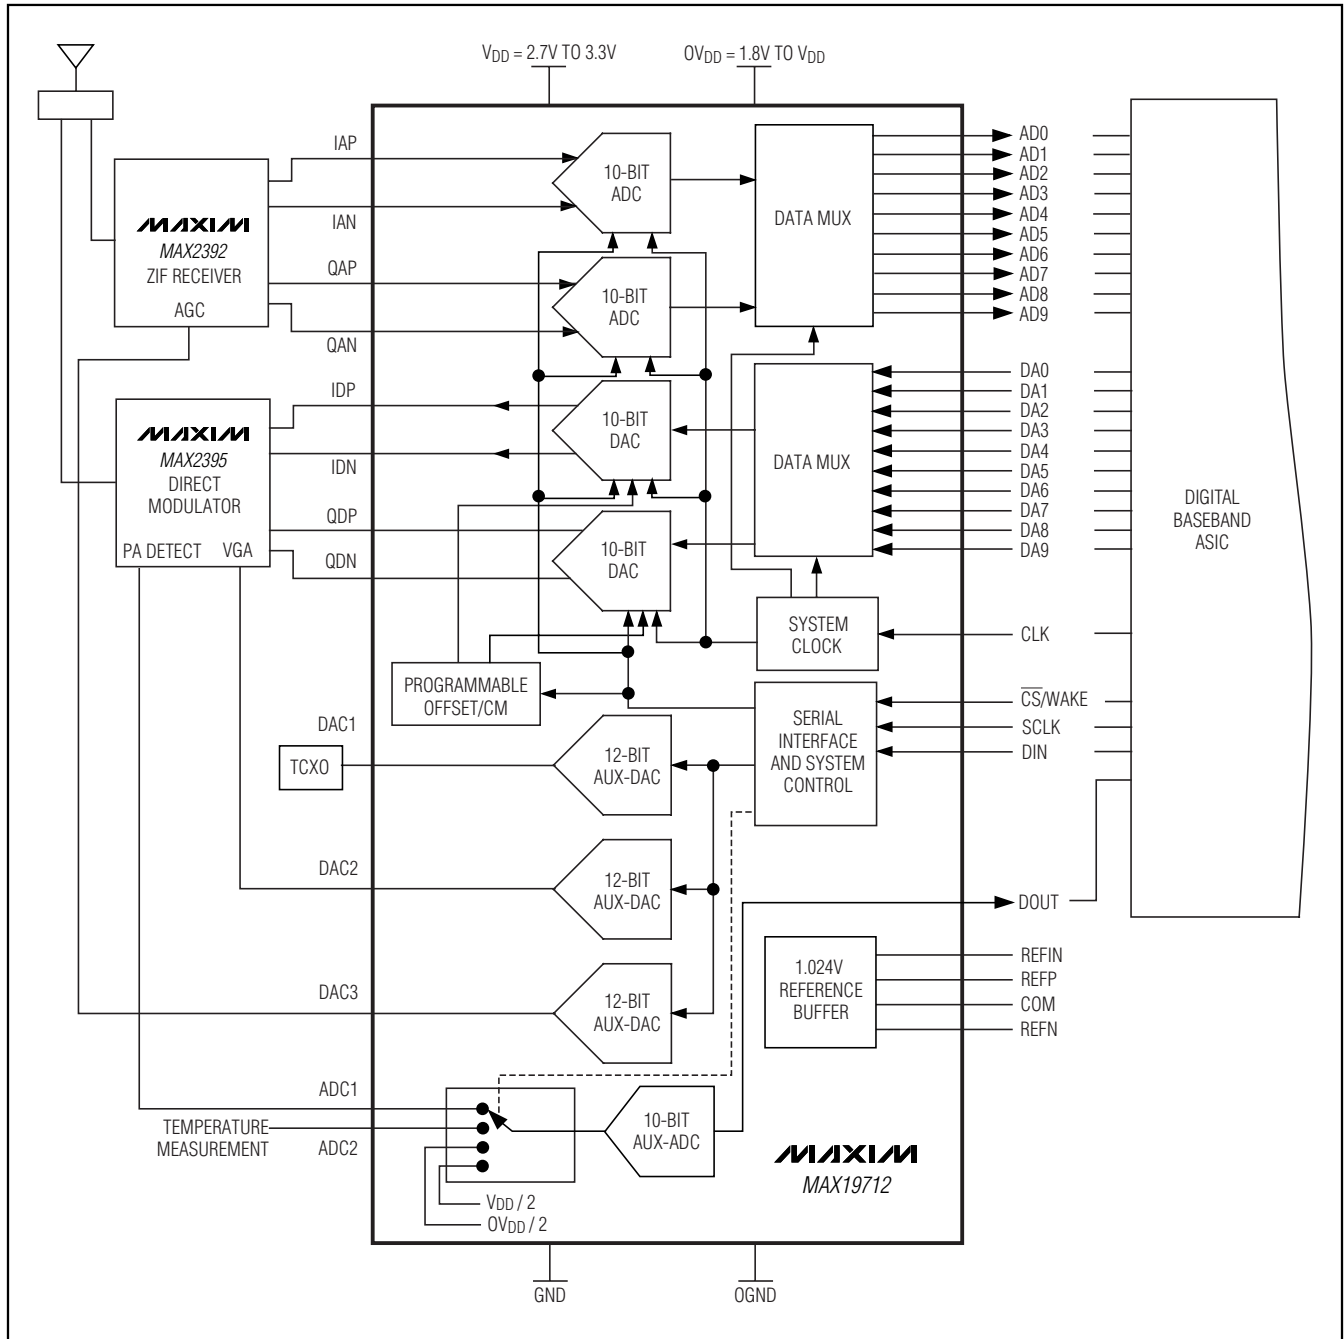 VDD = 2.7V TO 3.3V
OVDD = 1.8V TO VDD
MAXIM
MAX2392
ZIF RECEIVER
AGC
IAP
IAN
QAP
QAN
10-BIT
ADC
10-BIT
ADC
DATA MUX
AD0
AD1
AD2
AD3
AD4
AD5
AD6
AD7
AD8
AD9
MAXIM
MAX2395
DIRECT
MODULATOR
PA DETECT VGA
IDP
IDN
QDP
QDN
10-BIT
DAC
10-BIT
DAC
DATA MUX
DA0
DA1
DA2
DA3
DA4
DA5
DA6
DA7
DA8
DA9
DIGITAL
BASEBAND
ASIC
SYSTEM
CLOCK
CLK
PROGRAMMABLE
OFFSET/CM
SERIAL
INTERFACE
AND SYSTEM
CONTROL
CS/WAKE
SCLK
DIN
DAC1
TCXO
12-BIT
AUX-DAC
DAC2
12-BIT
AUX-DAC
DOUT
DAC3
12-BIT
AUX-DAC
1.024V
REFERENCE
BUFFER
REFIN
REFP
COM
REFN
ADC1
TEMPERATURE
MEASUREMENT
ADC2
10-BIT
AUX-ADC
VDD / 2
OVDD / 2
MAXIM
MAX19712
GND
OGND